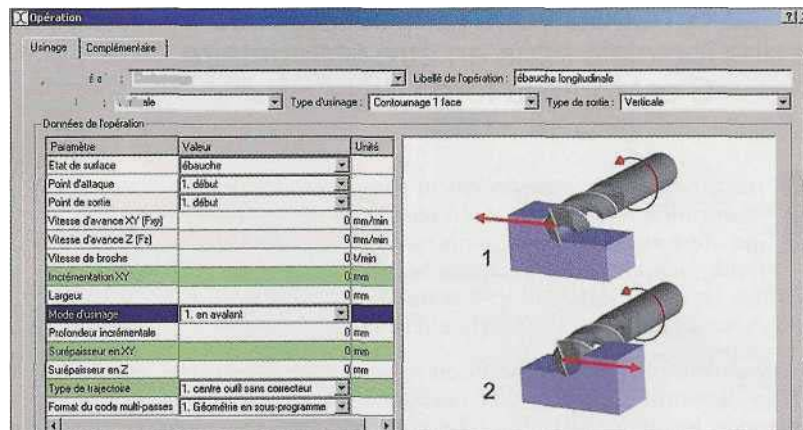 Opération
Usinage Complémentaire
Libellé de l'opération : ébauche longitudinale
Type d'usinage : Contournage 1 face Type de sortie : Verticale
Données de l'opération
Paramètre Valeur Unité
Etat de surface ébauche
Point d'attaque 1. début
Point de sortie 1. début
Vitesse d'avance XY (Fxy) 0 mm/min
Vitesse d'avance Z (Fz) 0 mm/min
Vitesse de broche 0 t/min
Incrémentation XY 0 mm
Largeur 0 mm
Mode d'usinage 1. en avalant
Profondeur incrémentale 0 mm
Surépaisseur en XY 0 mm
Surépaisseur en Z 0 mm
Type de trajectoire 1. centre outil sans correcteur
Format du code multi-passes 1. Géométrie en sous-programme
1
2